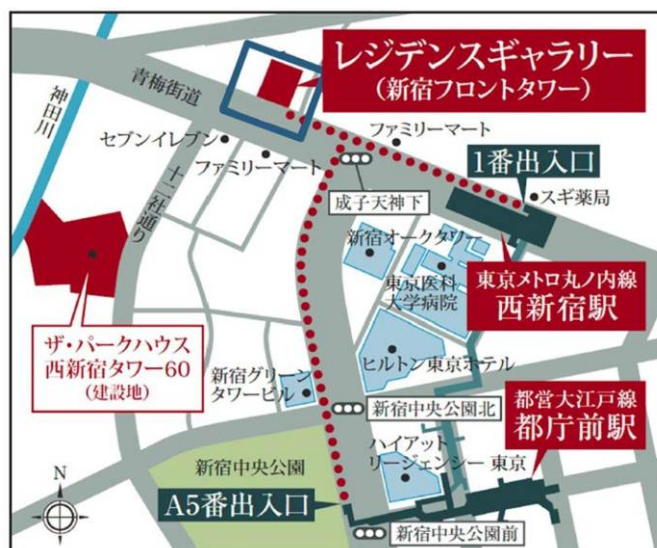 レジデンスギャラリー
(新宿フロントタワー)
青梅街道
神田川
セブンイレブン
ファミリーマート
ファミリーマート
1番出入口
スギ薬局
成子天神下
十二社通り
新宿オークタワー
東京医科
大学病院
東京メトロ丸ノ内線
西新宿駅
ザ・パークハウス
西新宿タワー60
(建設地)
ヒルトン東京ホテル
新宿グリーン
タワービル
新宿中央公園北
都営大江戸線
都庁前駅
ハイアット
リージェンシー 東京
新宿中央公園
A5番出入口
新宿中央公園前
N